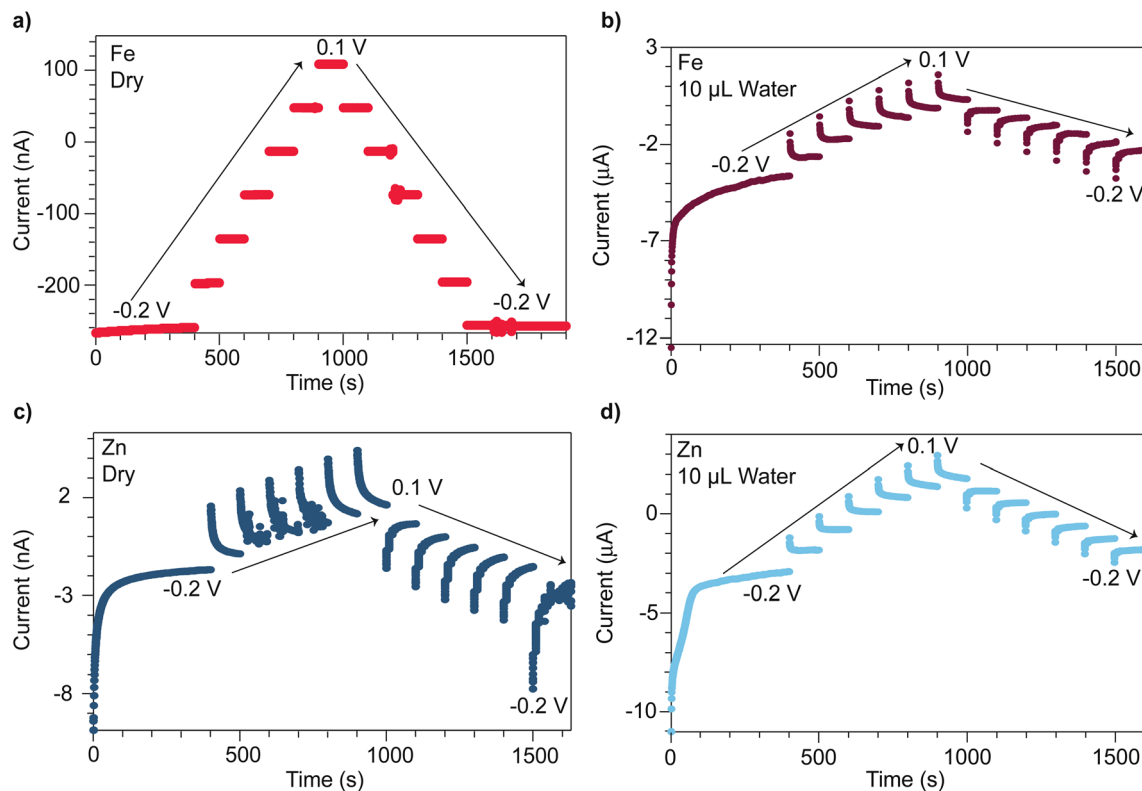 a)
Fe
Dry
0.1 V
-0.2 V
-0.2 V
100
0
-100
-200
Current (nA)
0
500
1000
1500
Time (s)
b)
Fe
10 µL Water
0.1 V
-0.2 V
-0.2 V
3
-2
-7
-12
Current (µA)
0
500
1000
1500
Time (s)
c)
Zn
Dry
0.1 V
-0.2 V
-0.2 V
2
-3
-8
Current (nA)
0
500
1000
1500
Time (s)
d)
Zn
10 µL Water
0.1 V
-0.2 V
-0.2 V
0
-5
-10
Current (µA)
0
500
1000
1500
Time (s)